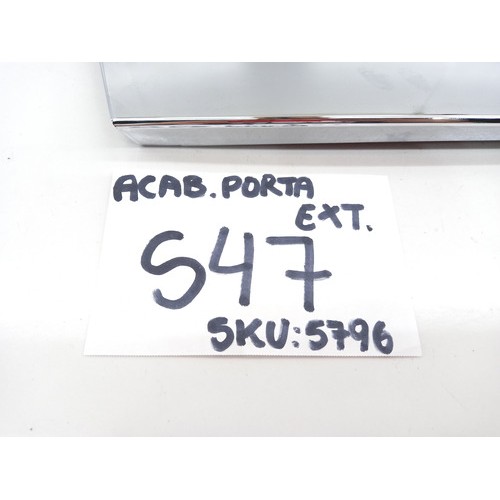 ACAB. PORTA
EXT.
S47
SKU:5796